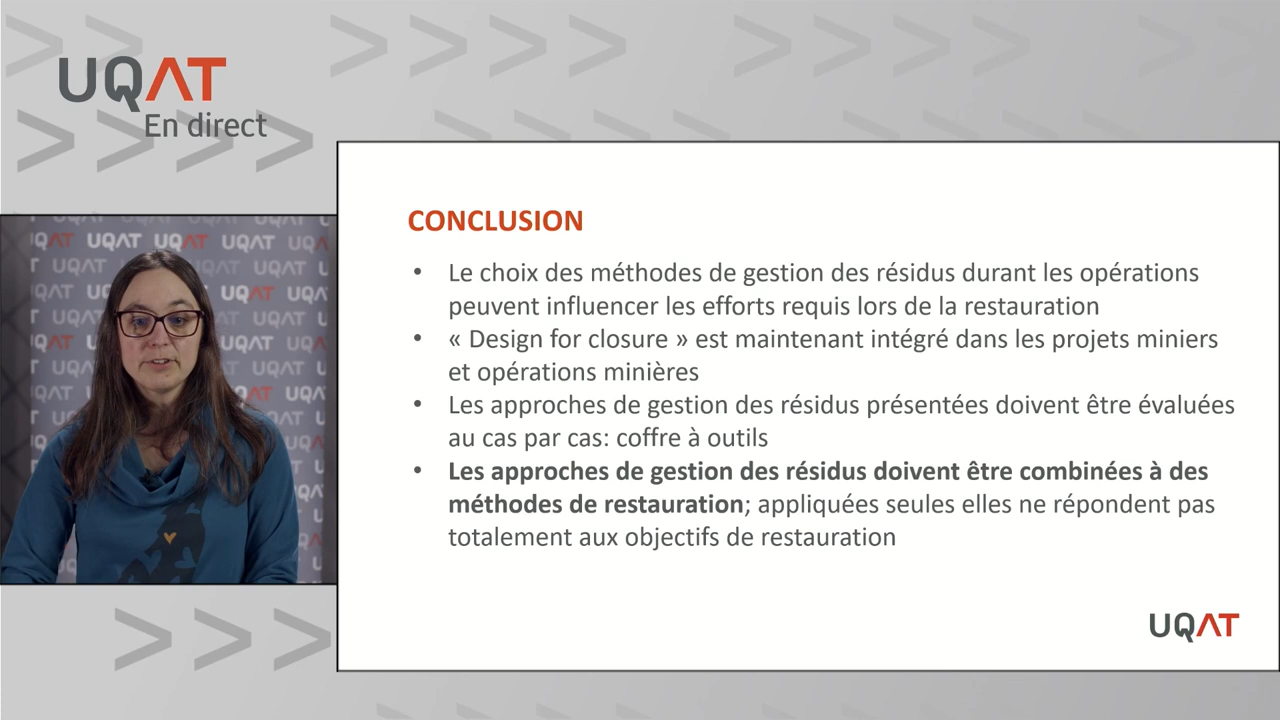 UQAT
En direct
CONCLUSION
• Le choix des méthodes de gestion des résidus durant les opérations
peuvent influencer les efforts requis lors de la restauration
• « Design for closure » est maintenant intégré dans les projets miniers
et opérations minières
• Les approches de gestion des résidus présentées doivent être évaluées
au cas par cas: coffre à outils
• Les approches de gestion des résidus doivent être combinées à des
méthodes de restauration; appliquées seules elles ne répondent pas
totalement aux objectifs de restauration
UQAT